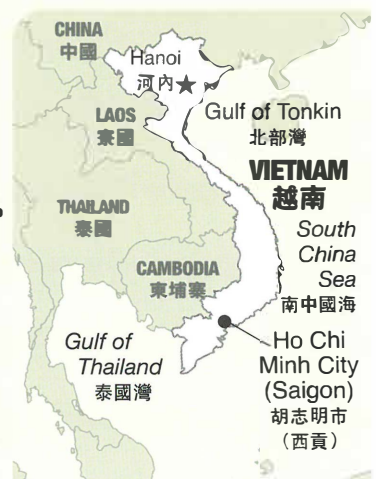 CHINA
中國
Hanoi
河內
LAOS
寮國
Gulf of Tonkin
北部灣
VIETNAM
越南
THAILAND
泰國
South
China
Sea
南中國海
CAMBODIA
柬埔寨
Gulf of
Thailand
泰國灣
Ho Chi
Minh City
(Saigon)
胡志明市
（西貢）